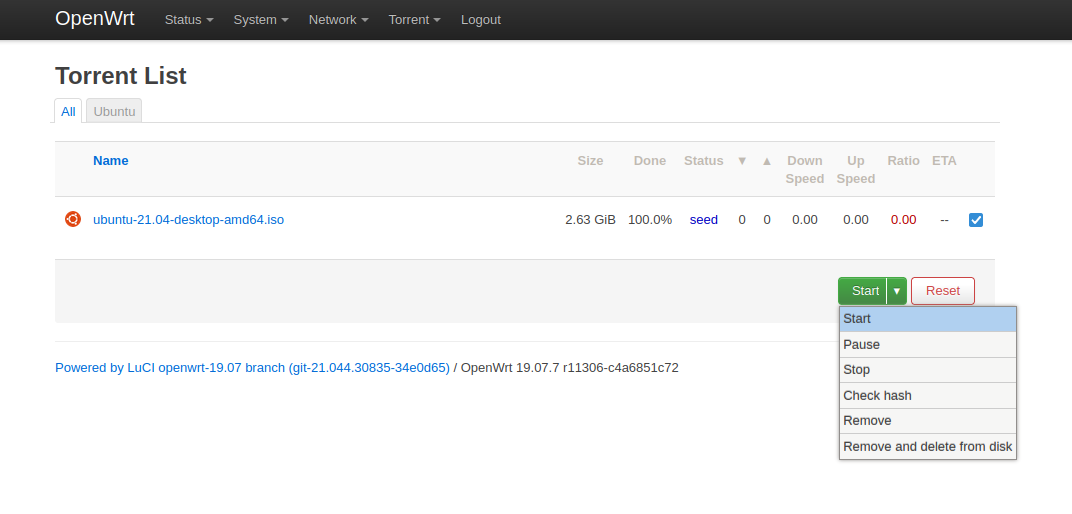 OpenWrt Status System Network Torrent Logout
Torrent List
All Ubuntu
Name Size Done Status ▼ ▲ Down Speed Up Speed Ratio ETA
ubuntu-21.04-desktop-amd64.iso 2.63 GiB 100.0% seed 0 0 0.00 0.00 0.00 --
Start ▼ Reset
Start
Pause
Stop
Check hash
Remove
Remove and delete from disk
Powered by LuCI openwrt-19.07 branch (git-21.044.30835-34e0d65) / OpenWrt 19.07.7 r11306-c4a6851c72